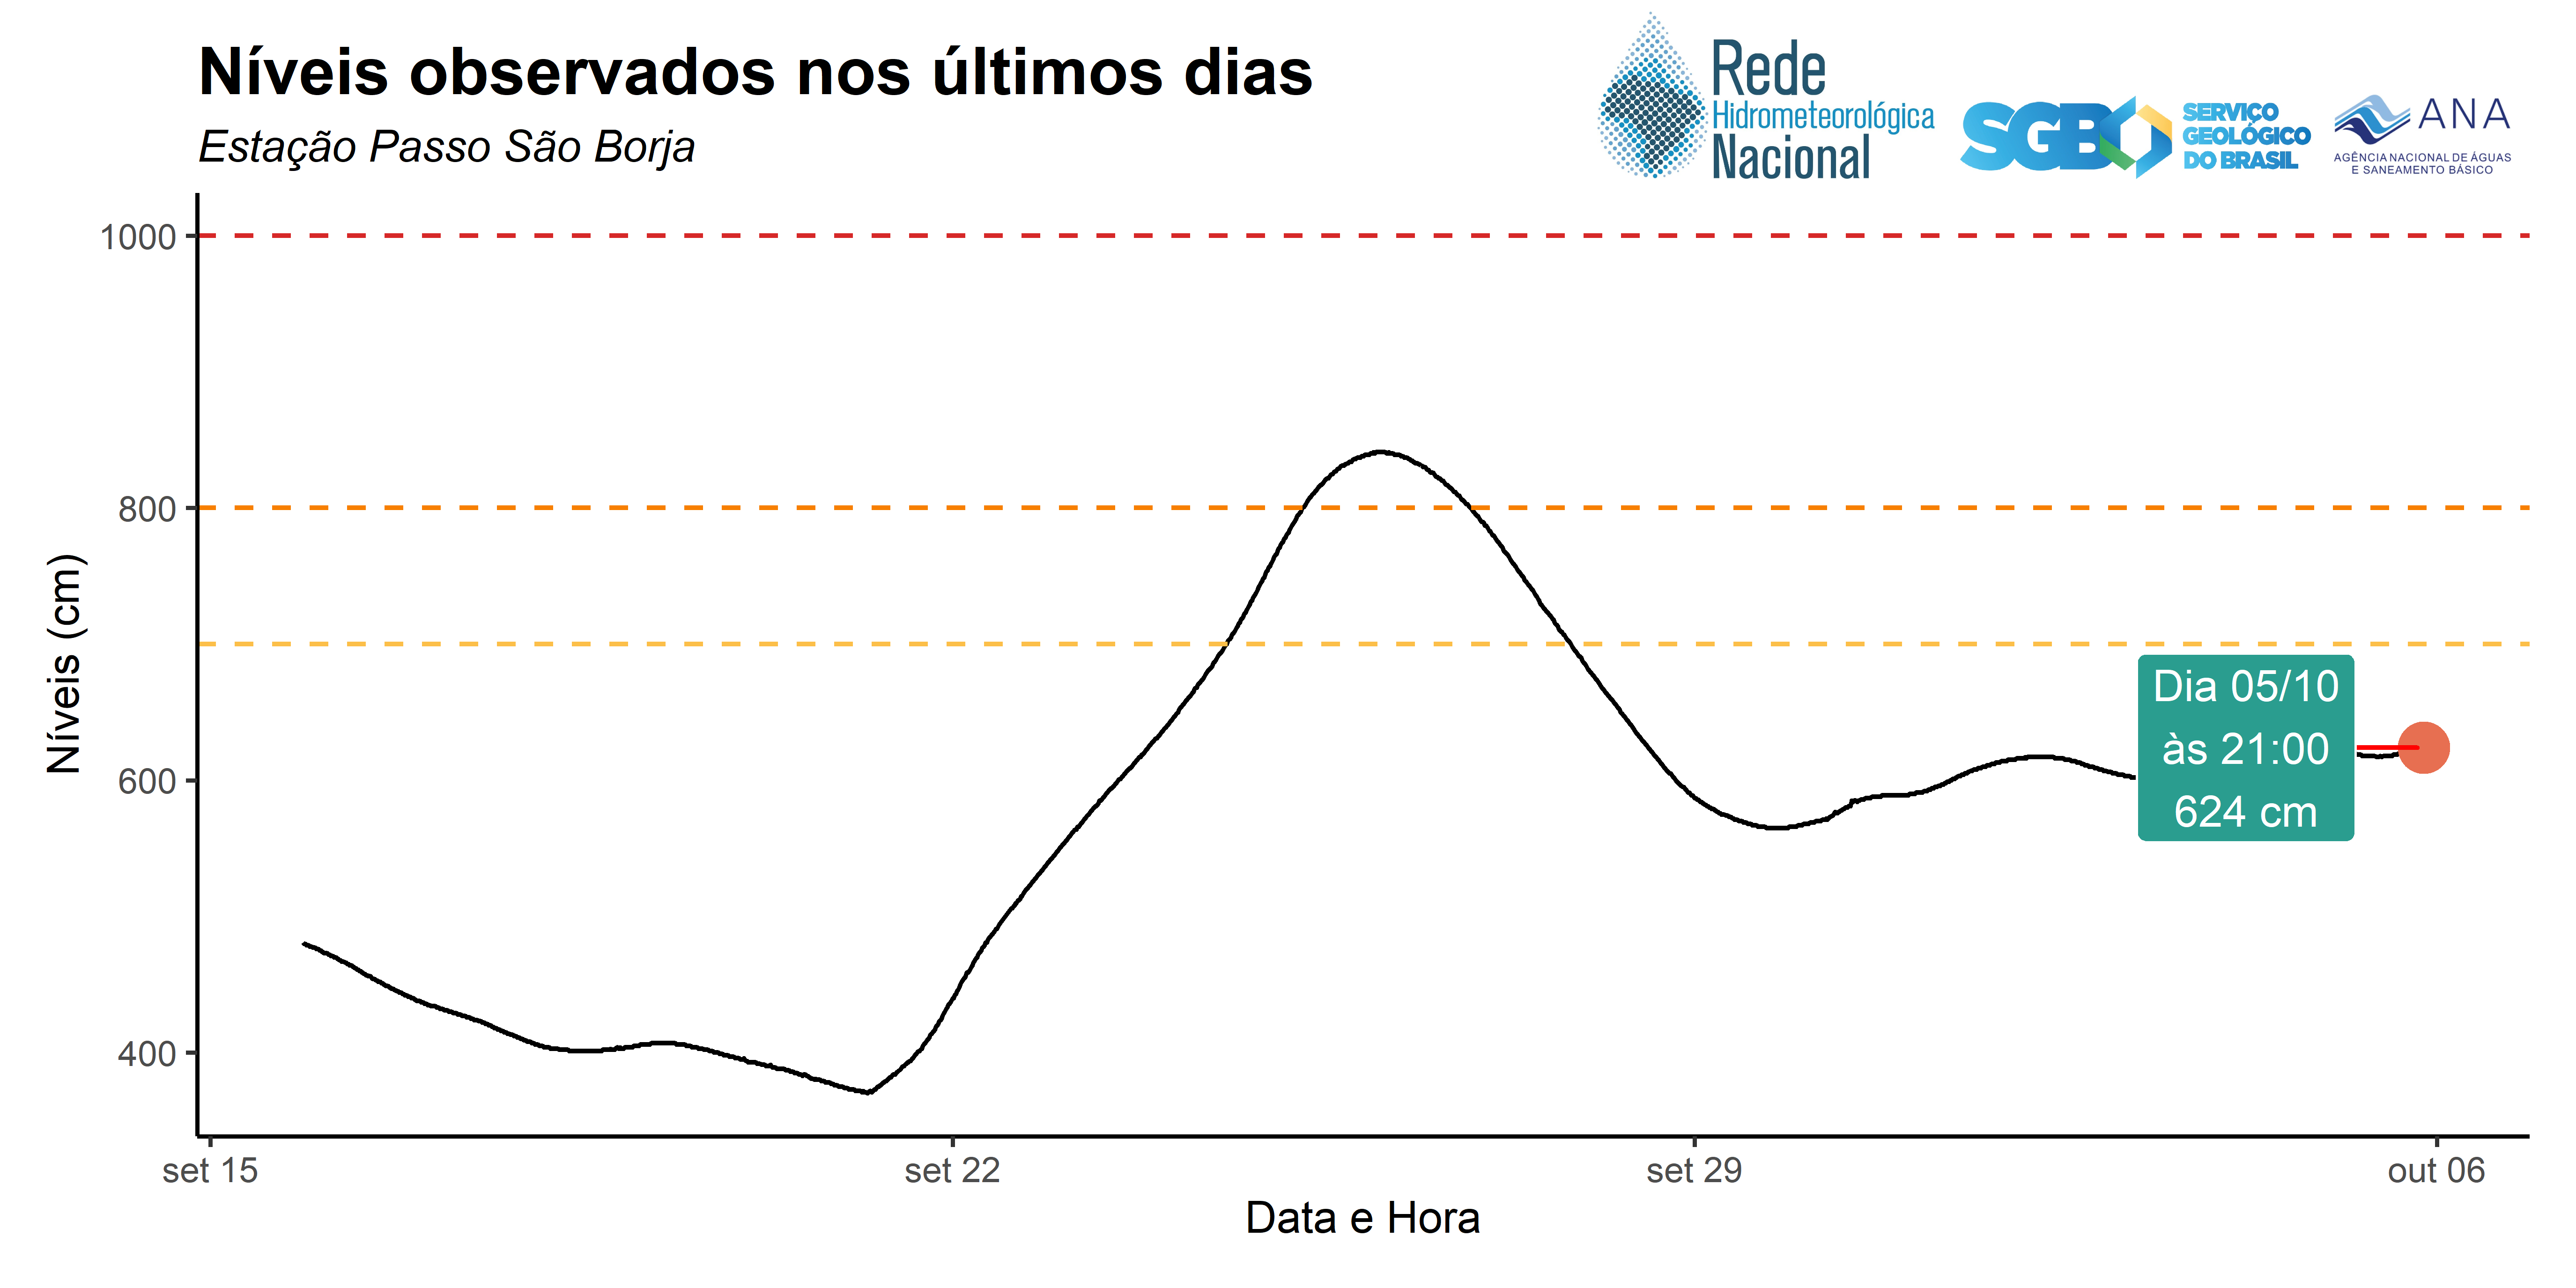 Níveis observados nos últimos dias
Estação Passo São Borja
Rede
Hidrometeorológica
Nacional
SGB
SERVIÇO
GEOLÓGICO
DO BRASIL
ANA
AGÊNCIA NACIONAL DE ÁGUAS
E SANEAMENTO BÁSICO
Níveis (cm)
1000
800
600
400
Dia 05/10
às 21:00
624 cm
set 15
set 22
set 29
out 06
Data e Hora